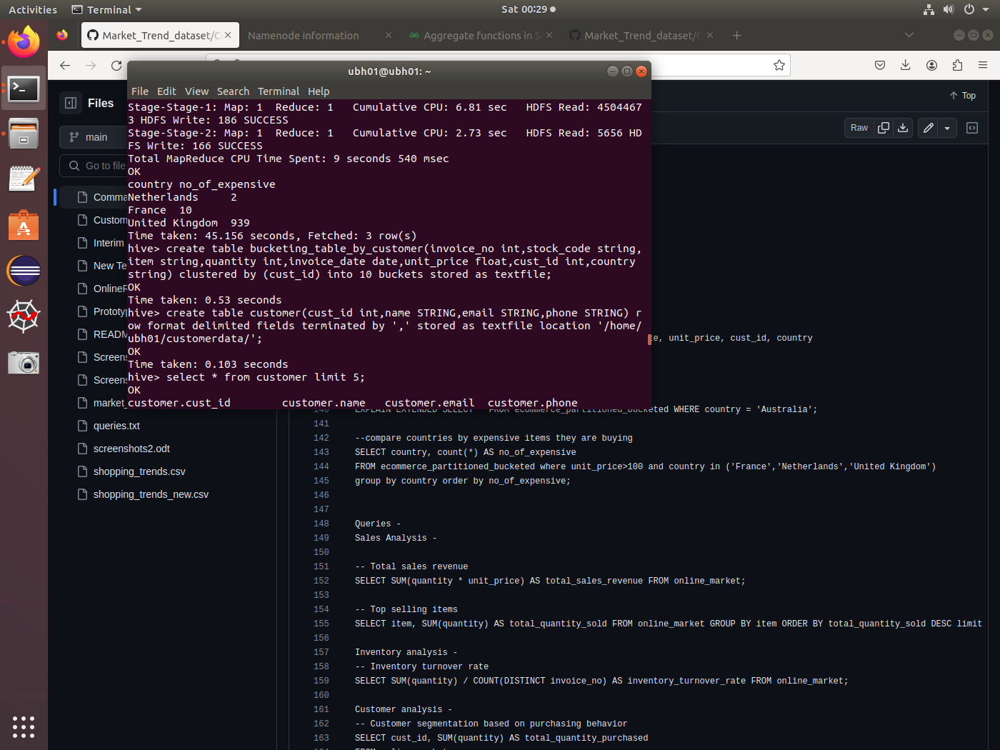 Activities
Terminal
Sat 00:29
Market_Trend_dataset/C
Namenode information
Aggregate functions in S
Market_Trend_dataset/C
ubh01@ubh01: ~
File Edit View Search Terminal Help
Stage-Stage-1: Map: 1  Reduce: 1   Cumulative CPU: 6.81 sec   HDFS Read: 4504467
3 HDFS Write: 186 SUCCESS
Stage-Stage-2: Map: 1  Reduce: 1   Cumulative CPU: 2.73 sec   HDFS Read: 5656 HD
FS Write: 166 SUCCESS
Total MapReduce CPU Time Spent: 9 seconds 540 msec
OK
country no_of_expensive
Netherlands     2
France  10
United Kingdom  939
Time taken: 45.156 seconds, Fetched: 3 row(s)
hive> create table bucketing_table_by_customer(invoice_no int,stock_code string,
item string,quantity int,invoice_date date,unit_price float,cust_id int,country
string) clustered by (cust_id) into 10 buckets stored as textfile;
OK
Time taken: 0.53 seconds
hive> create table customer(cust_id int,name STRING,email STRING,phone STRING) r
ow format delimited fields terminated by ',' stored as textfile location '/home/
ubh01/customerdata/';
OK
Time taken: 0.103 seconds
hive> select * from customer limit 5;
OK
customer.cust_id        customer.name   customer.email  customer.phone
Files
main
Go to file
Comma
Custom
Interim
New Te
OnlineR
Prototyp
READM
Screens
Screens
market_
queries.txt
screenshots2.odt
shopping_trends.csv
shopping_trends_new.csv
Top
Raw
te, unit_price, cust_id, country
140 EXPLAIN EXTENDED SELECT * FROM ecommerce_partitioned_bucketed WHERE country = 'Australia';
141
142 --compare countries by expensive items they are buying
143 SELECT country, count(*) AS no_of_expensive
144 FROM ecommerce_partitioned_bucketed where unit_price>100 and country in ('France','Netherlands','United Kingdom')
145 group by country order by no_of_expensive;
146
147
148 Queries -
149 Sales Analysis -
150
151 -- Total sales revenue
152 SELECT SUM(quantity * unit_price) AS total_sales_revenue FROM online_market;
153
154 -- Top selling items
155 SELECT item, SUM(quantity) AS total_quantity_sold FROM online_market GROUP BY item ORDER BY total_quantity_sold DESC limit
156
157 Inventory analysis -
158 -- Inventory turnover rate
159 SELECT SUM(quantity) / COUNT(DISTINCT invoice_no) AS inventory_turnover_rate FROM online_market;
160
161 Customer analysis -
162 -- Customer segmentation based on purchasing behavior
163 SELECT cust_id, SUM(quantity) AS total_quantity_purchased